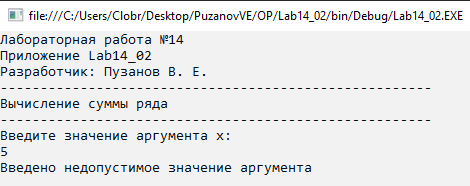 file:///C:/Users/Clobr/Desktop/PuzanovVE/OP/Lab14_02/bin/Debug/Lab14_02.EXE
Лабораторная работа №14
Приложение Lab14_02
Разработчик: Пузанов В. Е.
------------------------------------------------------
Вычисление суммы ряда
------------------------------------------------------
Введите значение аргумента x:
5
Введено недопустимое значение аргумента